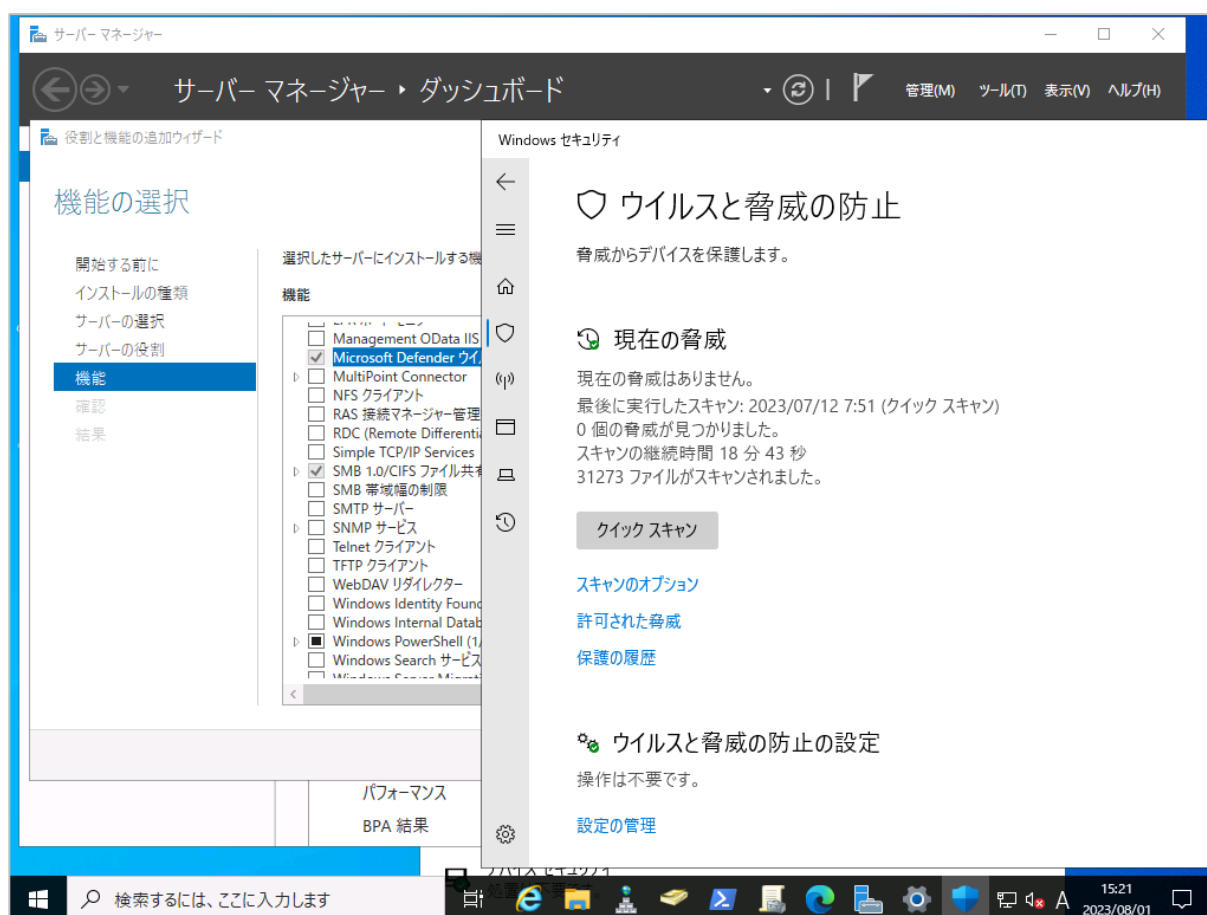 サーバー マネージャー
サーバー マネージャー・ダッシュボード
管理(M) ツール(T) 表示(V) ヘルプ(H)
役割と機能の追加ウィザード
機能の選択
開始する前に
インストールの種類
サーバーの選択
サーバーの役割
機能
確認
結果
選択したサーバーにインストールする機
機能
Management OData IIS
Microsoft Defender ウイ
MultiPoint Connector
NFS クライアント
RAS 接続マネージャー管理
RDC (Remote Differenti
Simple TCP/IP Services
SMB 1.0/CIFS ファイル共有
SMB 帯域幅の制限
SMTP サーバー
SNMP サービス
Telnet クライアント
TFTP クライアント
WebDAV リダイレクター
Windows Identity Found
Windows Internal Datab
Windows PowerShell (1/
Windows Search サービス
パフォーマンス
BPA 結果
Windows セキュリティ
ウイルスと脅威の防止
脅威からデバイスを保護します。
現在の脅威
現在の脅威はありません。
最後に実行したスキャン: 2023/07/12 7:51 (クイック スキャン)
0 個の脅威が見つかりました。
スキャンの継続時間 18 分 43 秒
31273 ファイルがスキャンされました。
クイック スキャン
スキャンのオプション
許可された脅威
保護の履歴
ウイルスと脅威の防止の設定
操作は不要です。
設定の管理
検索するには、ここに入力します
A
15:21
2023/08/01